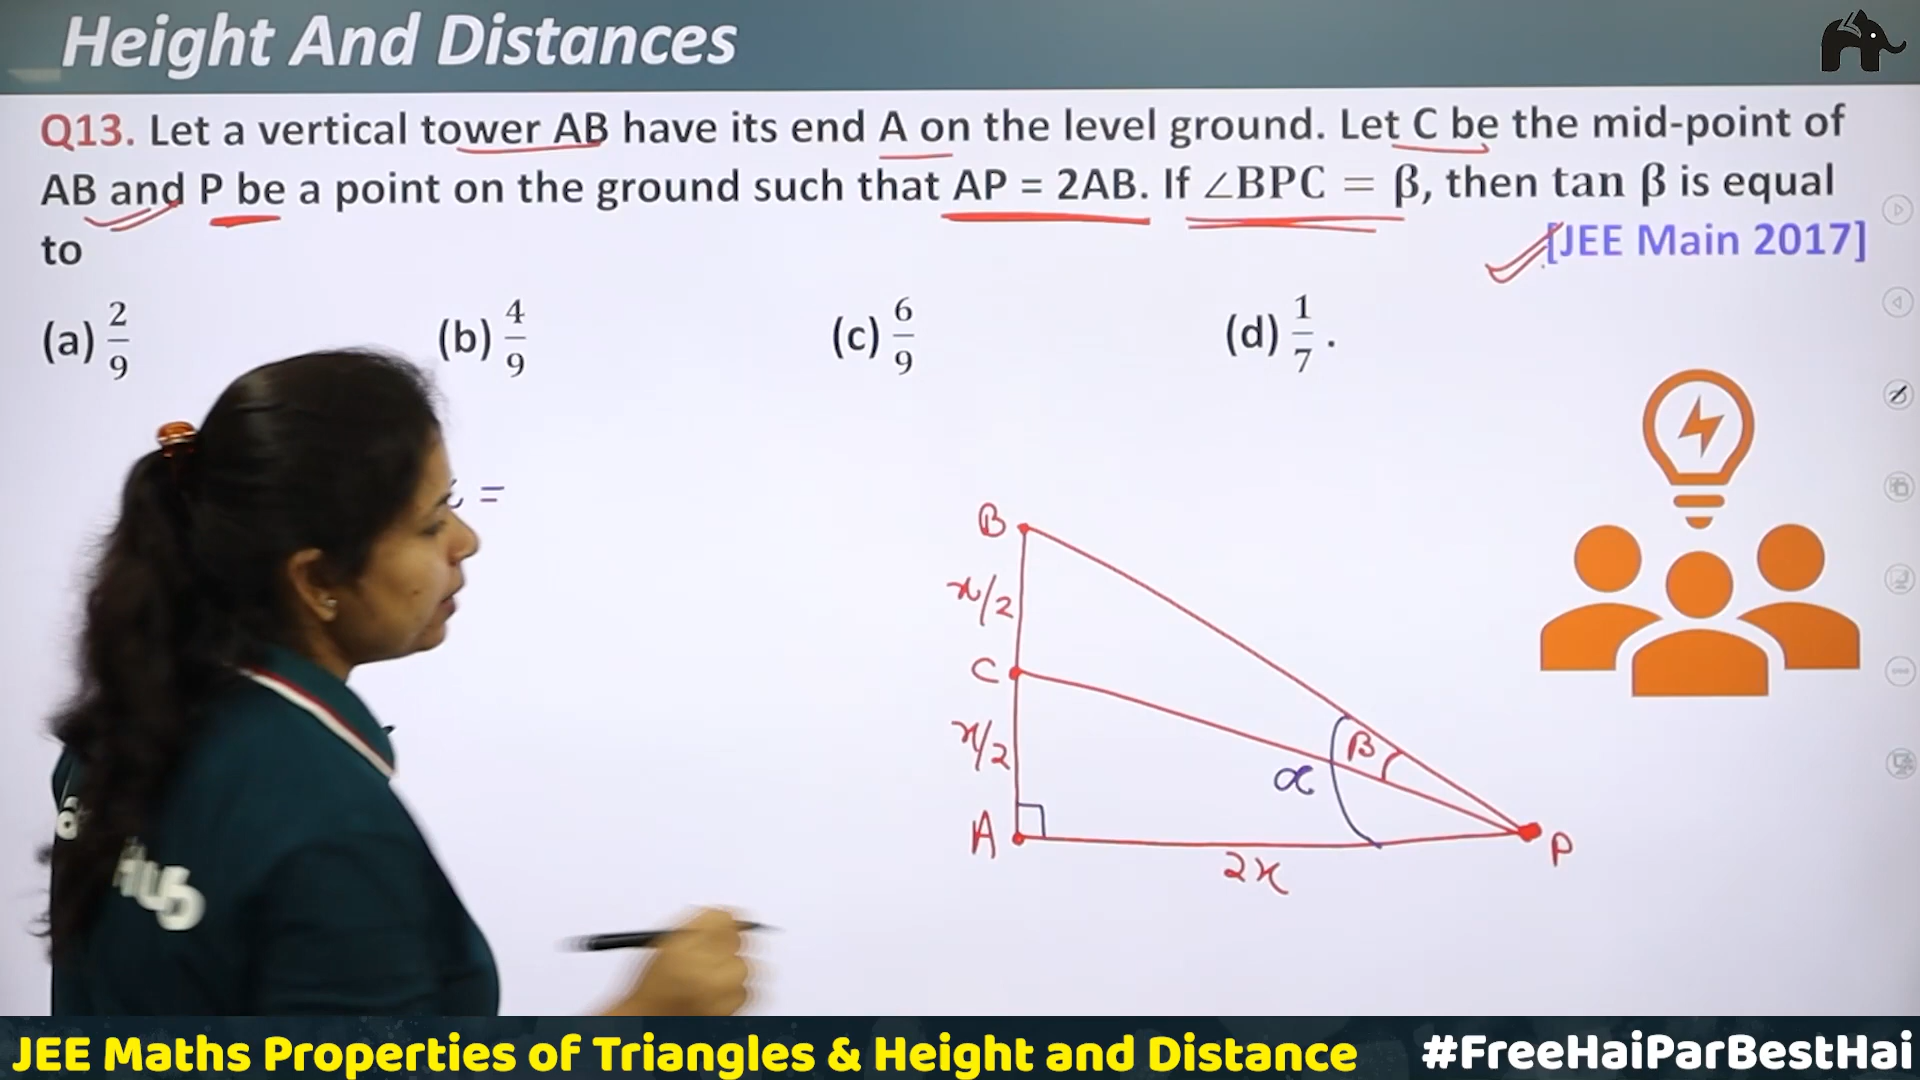 Height And Distances
Q13. Let a vertical tower AB have its end A on the level ground. Let C be the mid-point of
AB and P be a point on the ground such that AP = 2AB. If ∠BPC = β, then tan β is equal
to [JEE Main 2017]
(a) 2/9 (b) 4/9 (c) 6/9 (d) 1/7 .
=
B
x/2
C
x/2
β
α
A
P
2x
HUB
JEE Maths Properties of Triangles & Height and Distance #FreeHaiParBestHai